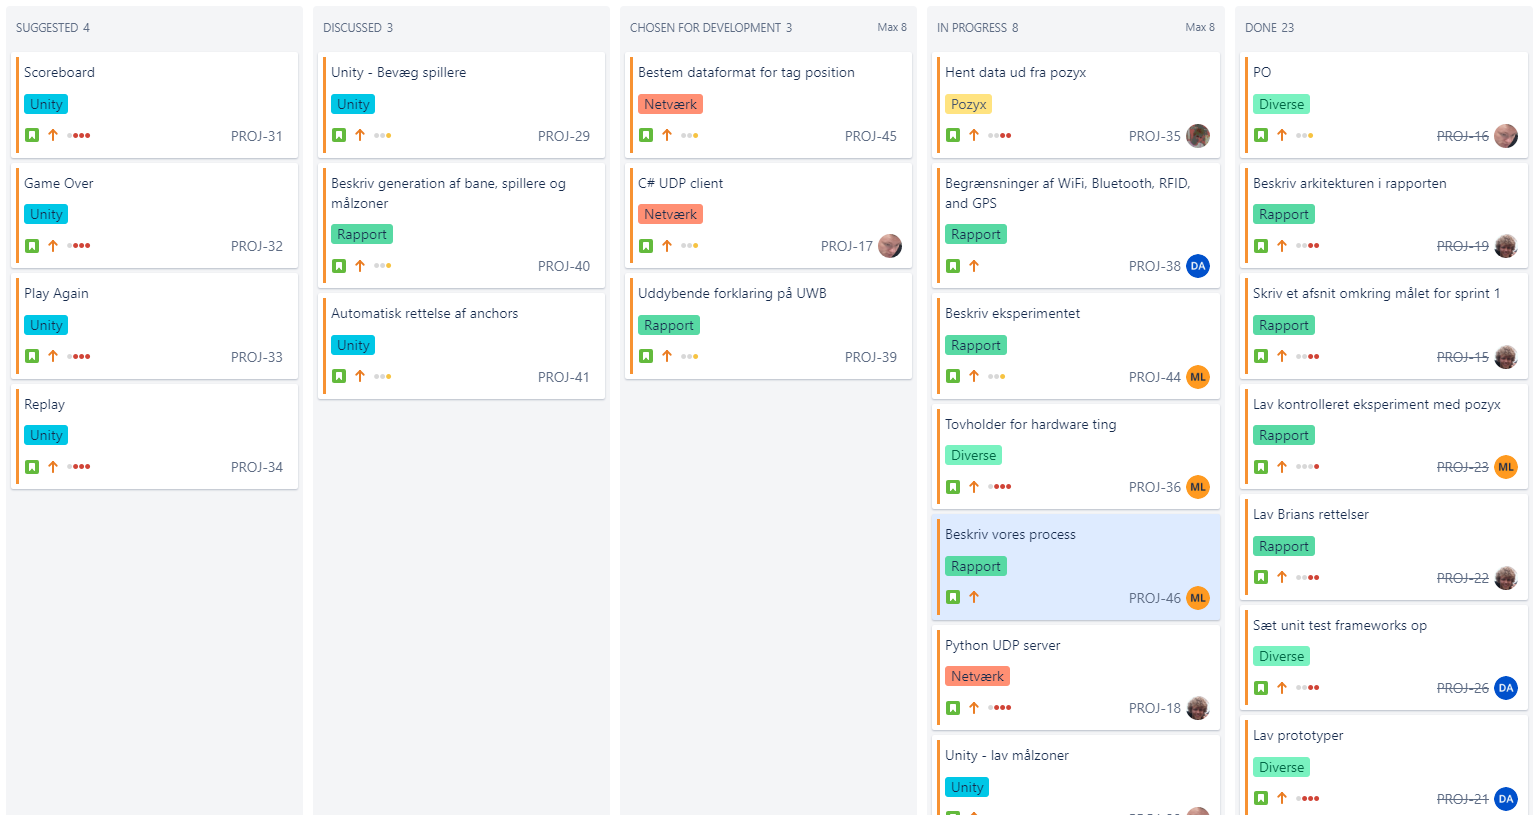 SUGGESTED 4
Scoreboard
Unity
PROJ-31
Game Over
Unity
PROJ-32
Play Again
Unity
PROJ-33
Replay
Unity
PROJ-34
DISCUSSED 3
Unity - Bevæg spillere
Unity
PROJ-29
Beskriv generation af bane, spillere og
målzoner
Rapport
PROJ-40
Automatisk rettelse af anchors
Unity
PROJ-41
CHOSEN FOR DEVELOPMENT 3 Max 8
Bestem dataformat for tag position
Netværk
PROJ-45
C# UDP client
Netværk
PROJ-17
Uddybende forklaring på UWB
Rapport
PROJ-39
IN PROGRESS 8 Max 8
Hent data ud fra pozyx
Pozyx
PROJ-35
Begrænsninger af WiFi, Bluetooth, RFID,
and GPS
Rapport
PROJ-38 DA
Beskriv eksperimentet
Rapport
PROJ-44 ML
Tovholder for hardware ting
Diverse
PROJ-36 ML
Beskriv vores process
Rapport
PROJ-46 ML
Python UDP server
Netværk
PROJ-18
Unity - lav målzoner
Unity
DONE 23
PO
Diverse
PROJ-16
Beskriv arkitekturen i rapporten
Rapport
PROJ-19
Skriv et afsnit omkring målet for sprint 1
Rapport
PROJ-15
Lav kontrolleret eksperiment med pozyx
Rapport
PROJ-23 ML
Lav Brians rettelser
Rapport
PROJ-22
Sæt unit test frameworks op
Diverse
PROJ-26 DA
Lav prototyper
Diverse
PROJ-21 DA